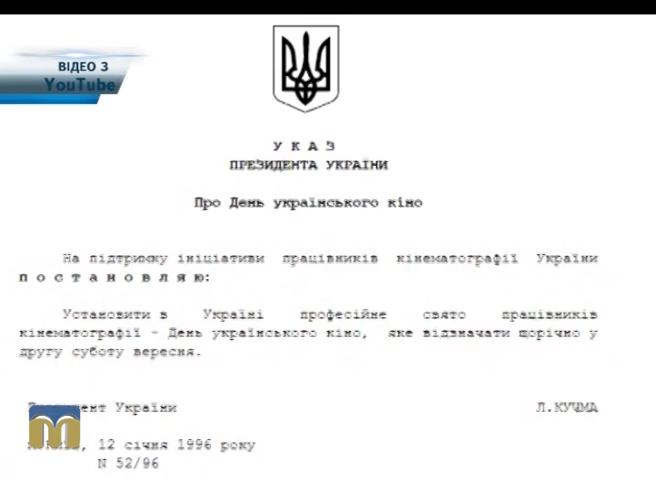 ВІДЕО З
YouTube
У К А З
ПРЕЗИДЕНТА УКРАЇНИ
Про День українського кіно
На підтримку ініціативи працівників кінематографії України
п о с т а н о в л я ю:
Установити в Україні професійне свято працівників
кінематографії - День українського кіно, яке відзначати щорічно у
другу суботу вересня.
України Л.КУЧМА
12 січня 1996 року
N 52/96